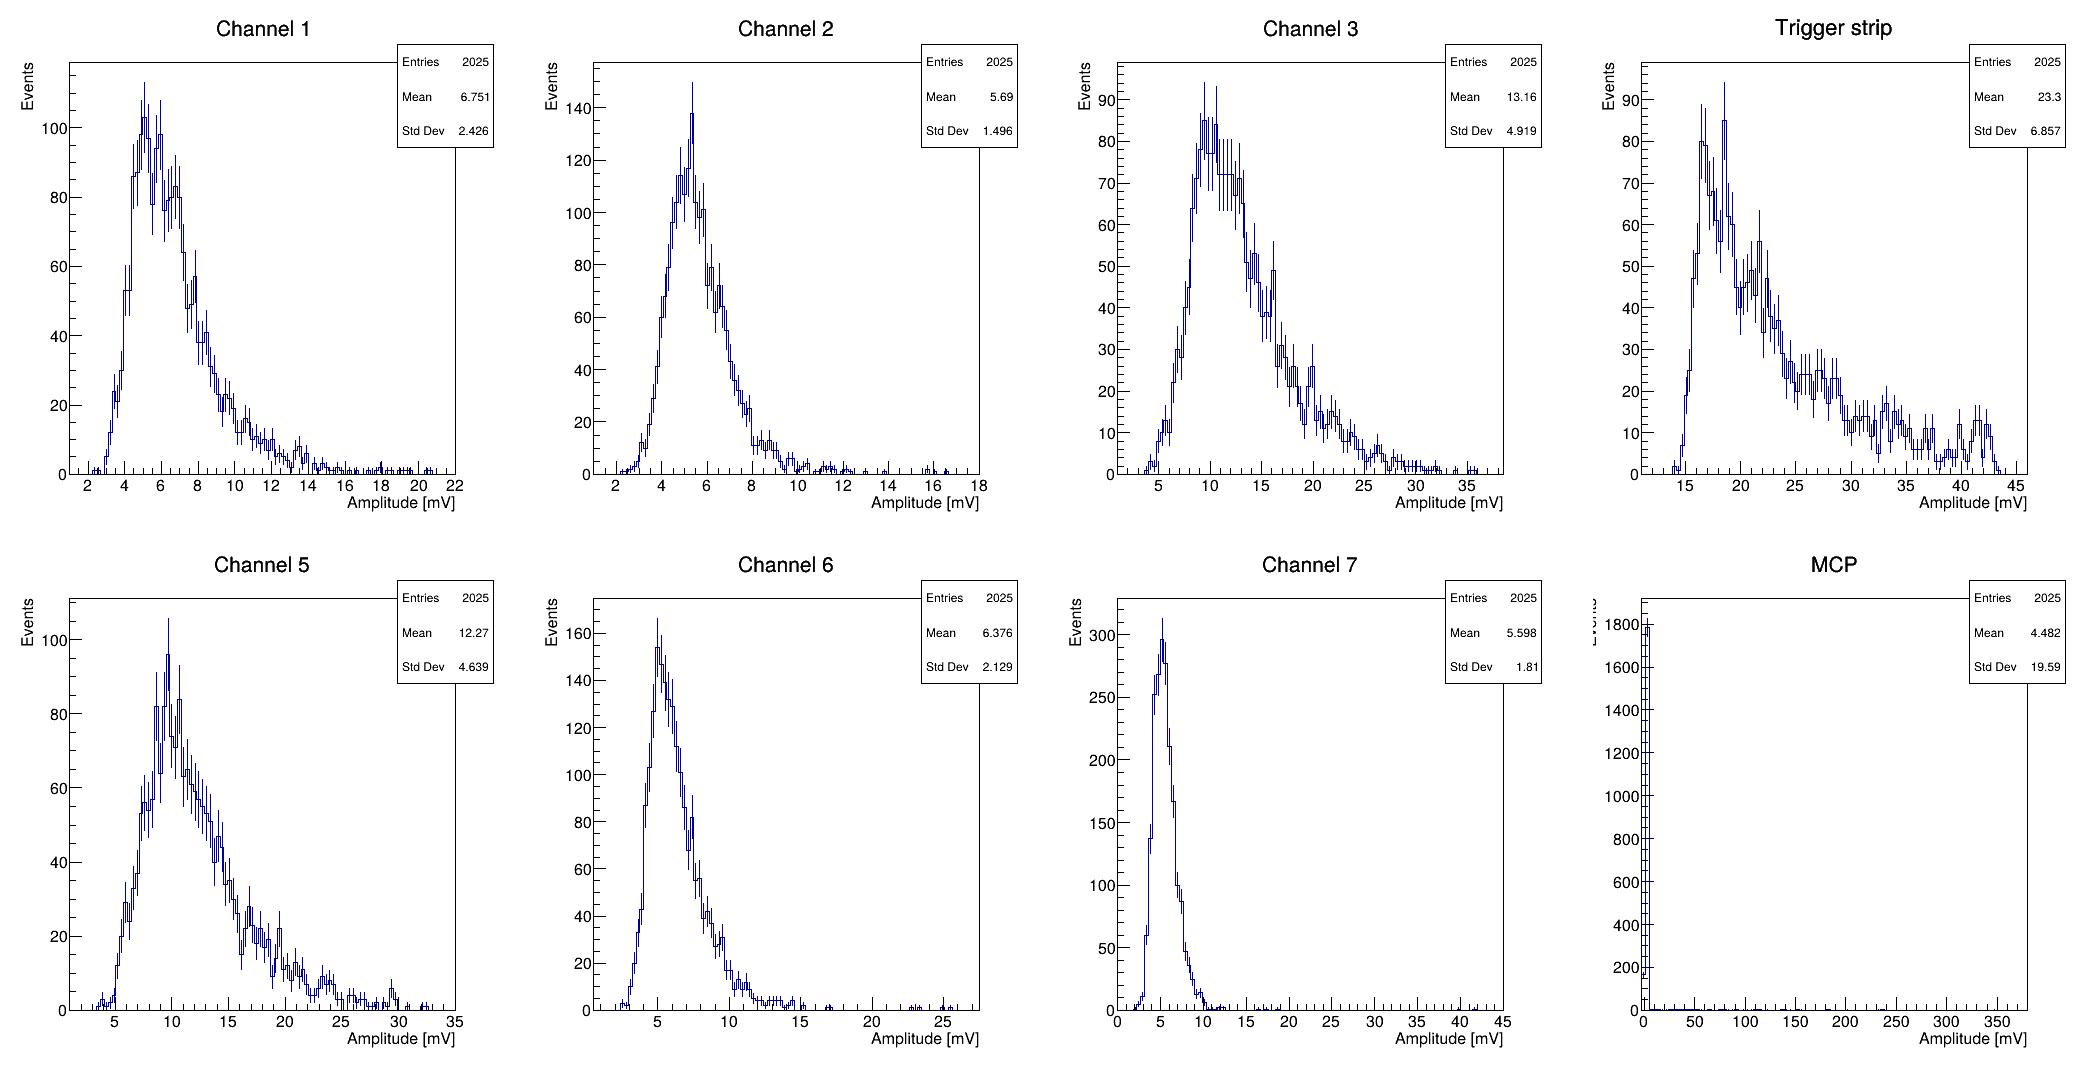 Channel 1
Entries 2025
Mean 6.751
Std Dev 2.426
Events
100
80
60
40
20
0
2 4 6 8 10 12 14 16 18 20 22
Amplitude [mV]
Channel 2
Entries 2025
Mean 5.69
Std Dev 1.496
Events
140
120
100
80
60
40
20
0
2 4 6 8 10 12 14 16 18
Amplitude [mV]
Channel 3
Entries 2025
Mean 13.16
Std Dev 4.919
Events
90
80
70
60
50
40
30
20
10
0
5 10 15 20 25 30 35
Amplitude [mV]
Trigger strip
Entries 2025
Mean 23.3
Std Dev 6.857
Events
90
80
70
60
50
40
30
20
10
0
15 20 25 30 35 40 45
Amplitude [mV]
Channel 5
Entries 2025
Mean 12.27
Std Dev 4.639
Events
100
80
60
40
20
0
5 10 15 20 25 30 35
Amplitude [mV]
Channel 6
Entries 2025
Mean 6.376
Std Dev 2.129
Events
160
140
120
100
80
60
40
20
0
5 10 15 20 25
Amplitude [mV]
Channel 7
Entries 2025
Mean 5.598
Std Dev 1.81
Events
300
250
200
150
100
50
0
0 5 10 15 20 25 30 35 40 45
Amplitude [mV]
MCP
Entries 2025
Mean 4.482
Std Dev 19.59
1800
1600
1400
1200
1000
800
600
400
200
0
0 50 100 150 200 250 300 350
Amplitude [mV]